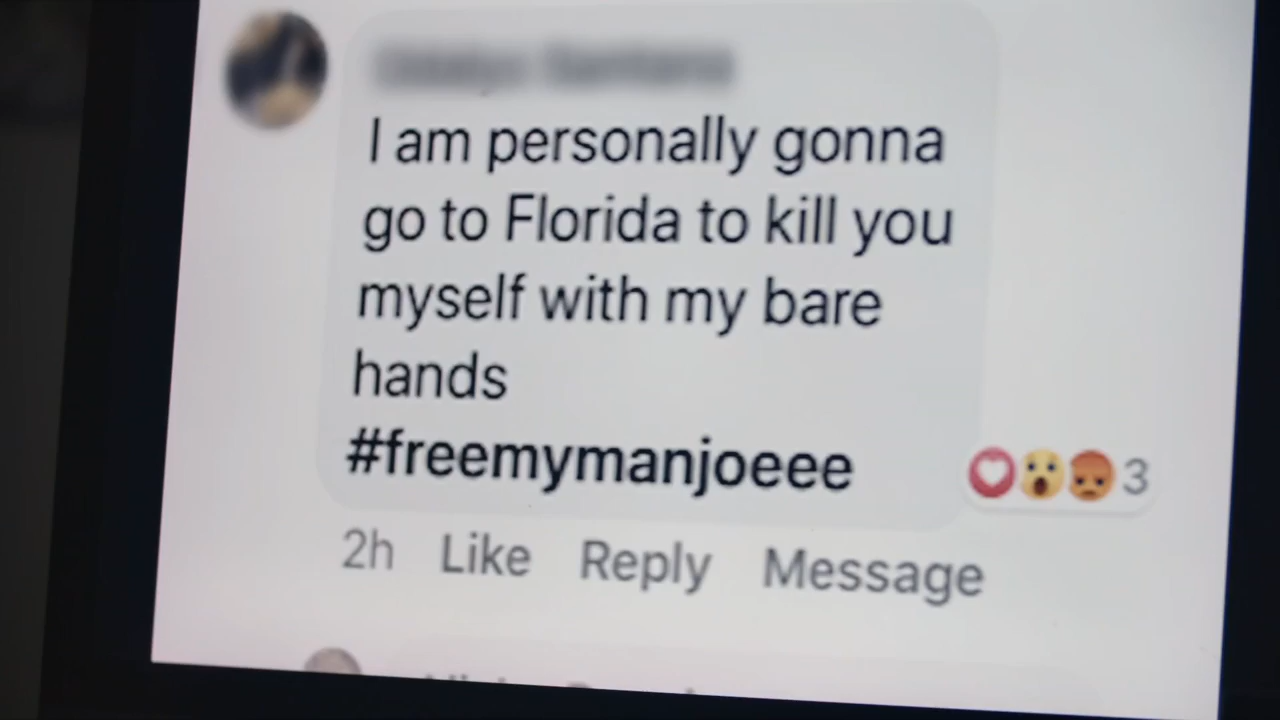 I am personally gonna
go to Florida to kill you
myself with my bare
hands
#freemymanjoeee
3
2h Like Reply Message